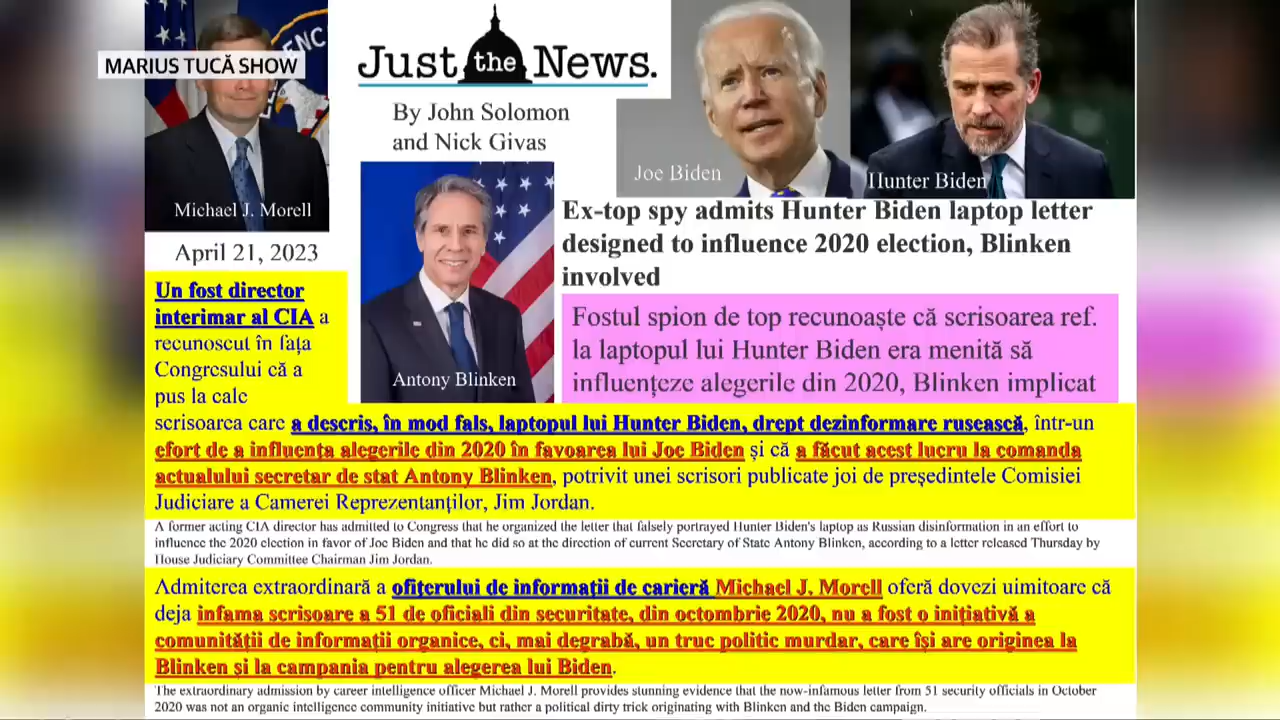 MARIUS TUCĂ SHOW
Just the News.
By John Solomon
and Nick Givas
Joe Biden
Hunter Biden
Michael J. Morell
April 21, 2023
Antony Blinken
Ex-top spy admits Hunter Biden laptop letter
designed to influence 2020 election, Blinken
involved
Fostul spion de top recunoaște că scrisoarea ref.
la laptopul lui Hunter Biden era menită să
influențeze alegerile din 2020, Blinken implicat
Un fost director
interimar al CIA a
recunoscut în fața
Congresului că a
pus la cale
scrisoarea care a descris, în mod fals, laptopul lui Hunter Biden, drept dezinformare rusească, într-un
efort de a influența alegerile din 2020 în favoarea lui Joe Biden și că a făcut acest lucru la comanda
actualului secretar de stat Antony Blinken, potrivit unei scrisori publicate joi de președintele Comisiei
Judiciare a Camerei Reprezentanților, Jim Jordan.
A former acting CIA director has admitted to Congress that he organized the letter that falsely portrayed Hunter Biden's laptop as Russian disinformation in an effort to
influence the 2020 election in favor of Joe Biden and that he did so at the direction of current Secretary of State Antony Blinken, according to a letter released Thursday by
House Judiciary Committee Chairman Jim Jordan.
Admiterea extraordinară a ofițerului de informații de carieră Michael J. Morell oferă dovezi uimitoare că
deja infama scrisoare a 51 de oficiali din securitate, din octombrie 2020, nu a fost o inițiativă a
comunității de informații organice, ci, mai degrabă, un truc politic murdar, care își are originea la
Blinken și la campania pentru alegerea lui Biden.
The extraordinary admission by career intelligence officer Michael J. Morell provides stunning evidence that the now-infamous letter from 51 security officials in October
2020 was not an organic intelligence community initiative but rather a political dirty trick originating with Blinken and the Biden campaign.